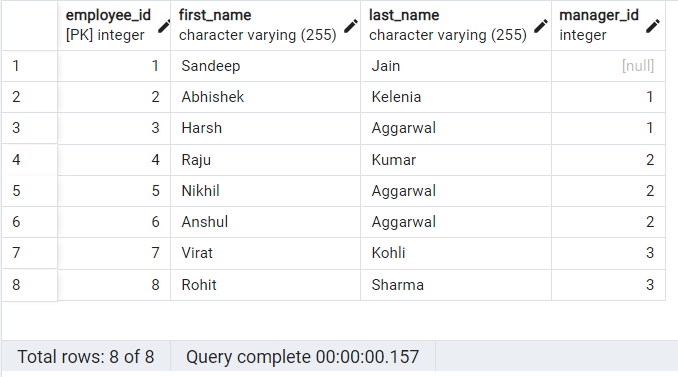 employee_id first_name last_name manager_id
[PK] integer character varying (255) character varying (255) integer
1 1 Sandeep Jain [null]
2 2 Abhishek Kelenia 1
3 3 Harsh Aggarwal 1
4 4 Raju Kumar 2
5 5 Nikhil Aggarwal 2
6 6 Anshul Aggarwal 2
7 7 Virat Kohli 3
8 8 Rohit Sharma 3
Total rows: 8 of 8 Query complete 00:00:00.157